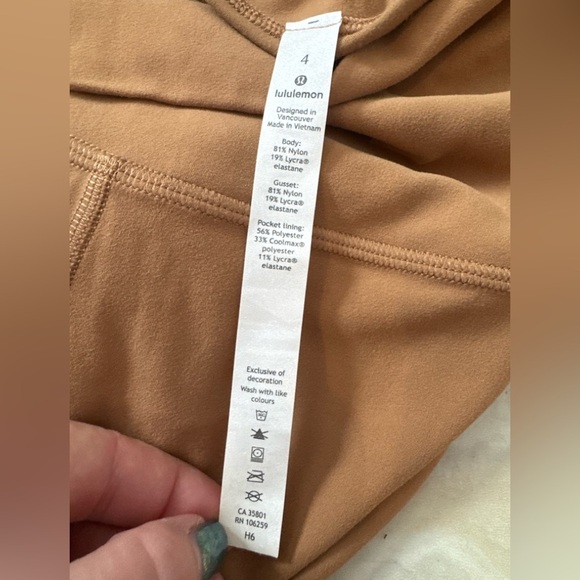 4
lululemon
Designed in
Vancouver
Made in Vietnam
Body:
81% Nylon
19% Lycra®
elastane
Gusset:
81% Nylon
19% Lycra®
elastane
Pocket lining:
56% Polyester
33% Coolmax®
polyester
11% Lycra®
elastane
Exclusive of
decoration
Wash with like
colours
CA 35801
RN 106259
H6